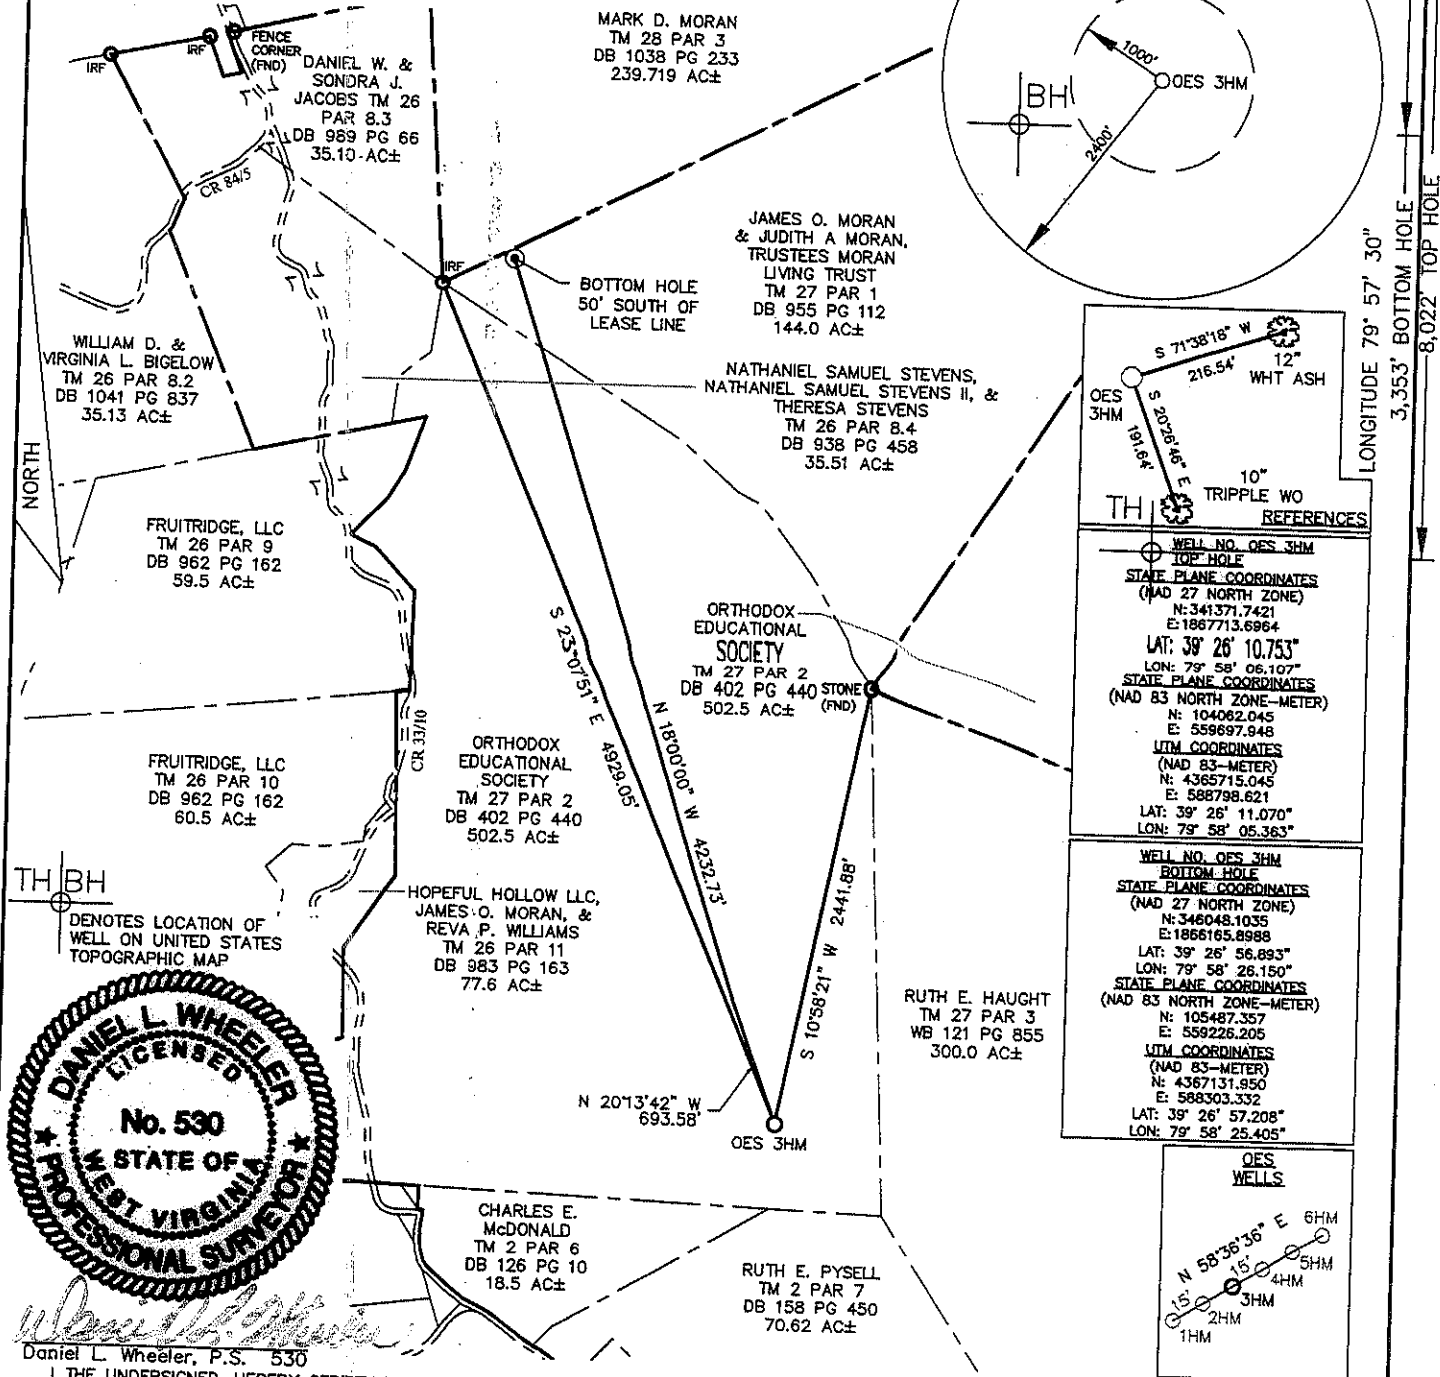 MARK D. MORAN
TM 28 PAR 3
DB 1038 PG 233
239.719 AC±
IRF
IRF
FENCE
CORNER
(FND)
DANIEL W. &
SONDRA J.
JACOBS TM 26
PAR 8.3
DB 989 PG 66
35.10 AC±
CR 84/5
1000'
OES 3HM
2400'
BH
IRF
BOTTOM HOLE
50' SOUTH OF
LEASE LINE
JAMES O. MORAN
& JUDITH A MORAN,
TRUSTEES MORAN
LIVING TRUST
TM 27 PAR 1
DB 955 PG 112
144.0 AC±
WILLIAM D. &
VIRGINIA L. BIGELOW
TM 26 PAR 8.2
DB 1041 PG 837
35.13 AC±
NATHANIEL SAMUEL STEVENS,
NATHANIEL SAMUEL STEVENS II, &
THERESA STEVENS
TM 26 PAR 8.4
DB 938 PG 458
35.51 AC±
S 71°38'18" W
216.54'
12"
WHT ASH
OES
3HM
S 20°26'46" E
191.64'
10"
TRIPPLE WO
REFERENCES
LONGITUDE 79° 57' 30"
3,353' BOTTOM HOLE
8,022' TOP HOLE
NORTH
FRUITRIDGE, LLC
TM 26 PAR 9
DB 962 PG 162
59.5 AC±
TH
WELL NO. OES 3HM
TOP HOLE
STATE PLANE COORDINATES
(NAD 27 NORTH ZONE)
N:341371.7421
E:1867713.6964
LAT: 39° 26' 10.753"
LON: 79° 58' 06.107"
STATE PLANE COORDINATES
(NAD 83 NORTH ZONE-METER)
N: 104062.045
E: 559697.948
UTM COORDINATES
(NAD 83-METER)
N: 4365715.045
E: 588798.621
LAT: 39° 26' 11.070"
LON: 79° 58' 05.363"
S 23°07'51" E 4929.05'
N 18°00'00" W 4232.73'
ORTHODOX
EDUCATIONAL
SOCIETY
TM 27 PAR 2
DB 402 PG 440
502.5 AC±
STONE
(FND)
CR 33/10
FRUITRIDGE, LLC
TM 26 PAR 10
DB 962 PG 162
60.5 AC±
ORTHODOX
EDUCATIONAL
SOCIETY
TM 27 PAR 2
DB 402 PG 440
502.5 AC±
WELL NO. OES 3HM
BOTTOM HOLE
STATE PLANE COORDINATES
(NAD 27 NORTH ZONE)
N:346048.1035
E:1866165.8988
LAT: 39° 26' 56.893"
LON: 79° 58' 26.150"
STATE PLANE COORDINATES
(NAD 83 NORTH ZONE-METER)
N: 105487.357
E: 559226.205
UTM COORDINATES
(NAD 83-METER)
N: 4367131.950
E: 588303.332
LAT: 39° 26' 57.208"
LON: 79° 58' 25.405"
TH BH
DENOTES LOCATION OF
WELL ON UNITED STATES
TOPOGRAPHIC MAP
HOPEFUL HOLLOW LLC,
JAMES O. MORAN, &
REVA P. WILLIAMS
TM 26 PAR 11
DB 983 PG 163
77.6 AC±
S 10°58'21" W 2441.88'
RUTH E. HAUGHT
TM 27 PAR 3
WB 121 PG 855
300.0 AC±
N 20°13'42" W
693.58'
OES 3HM
DANIEL L. WHEELER
LICENSED
No. 530
STATE OF
WEST VIRGINIA
PROFESSIONAL SURVEYOR
CHARLES E.
McDONALD
TM 2 PAR 6
DB 126 PG 10
18.5 AC±
RUTH E. PYSELL
TM 2 PAR 7
DB 158 PG 450
70.62 AC±
OES
WELLS
N 58°36'36" E
15'
15'
6HM
5HM
4HM
3HM
2HM
1HM
Daniel L. Wheeler, P.S. 530
I THE UNDERSIGNED, HEREBY